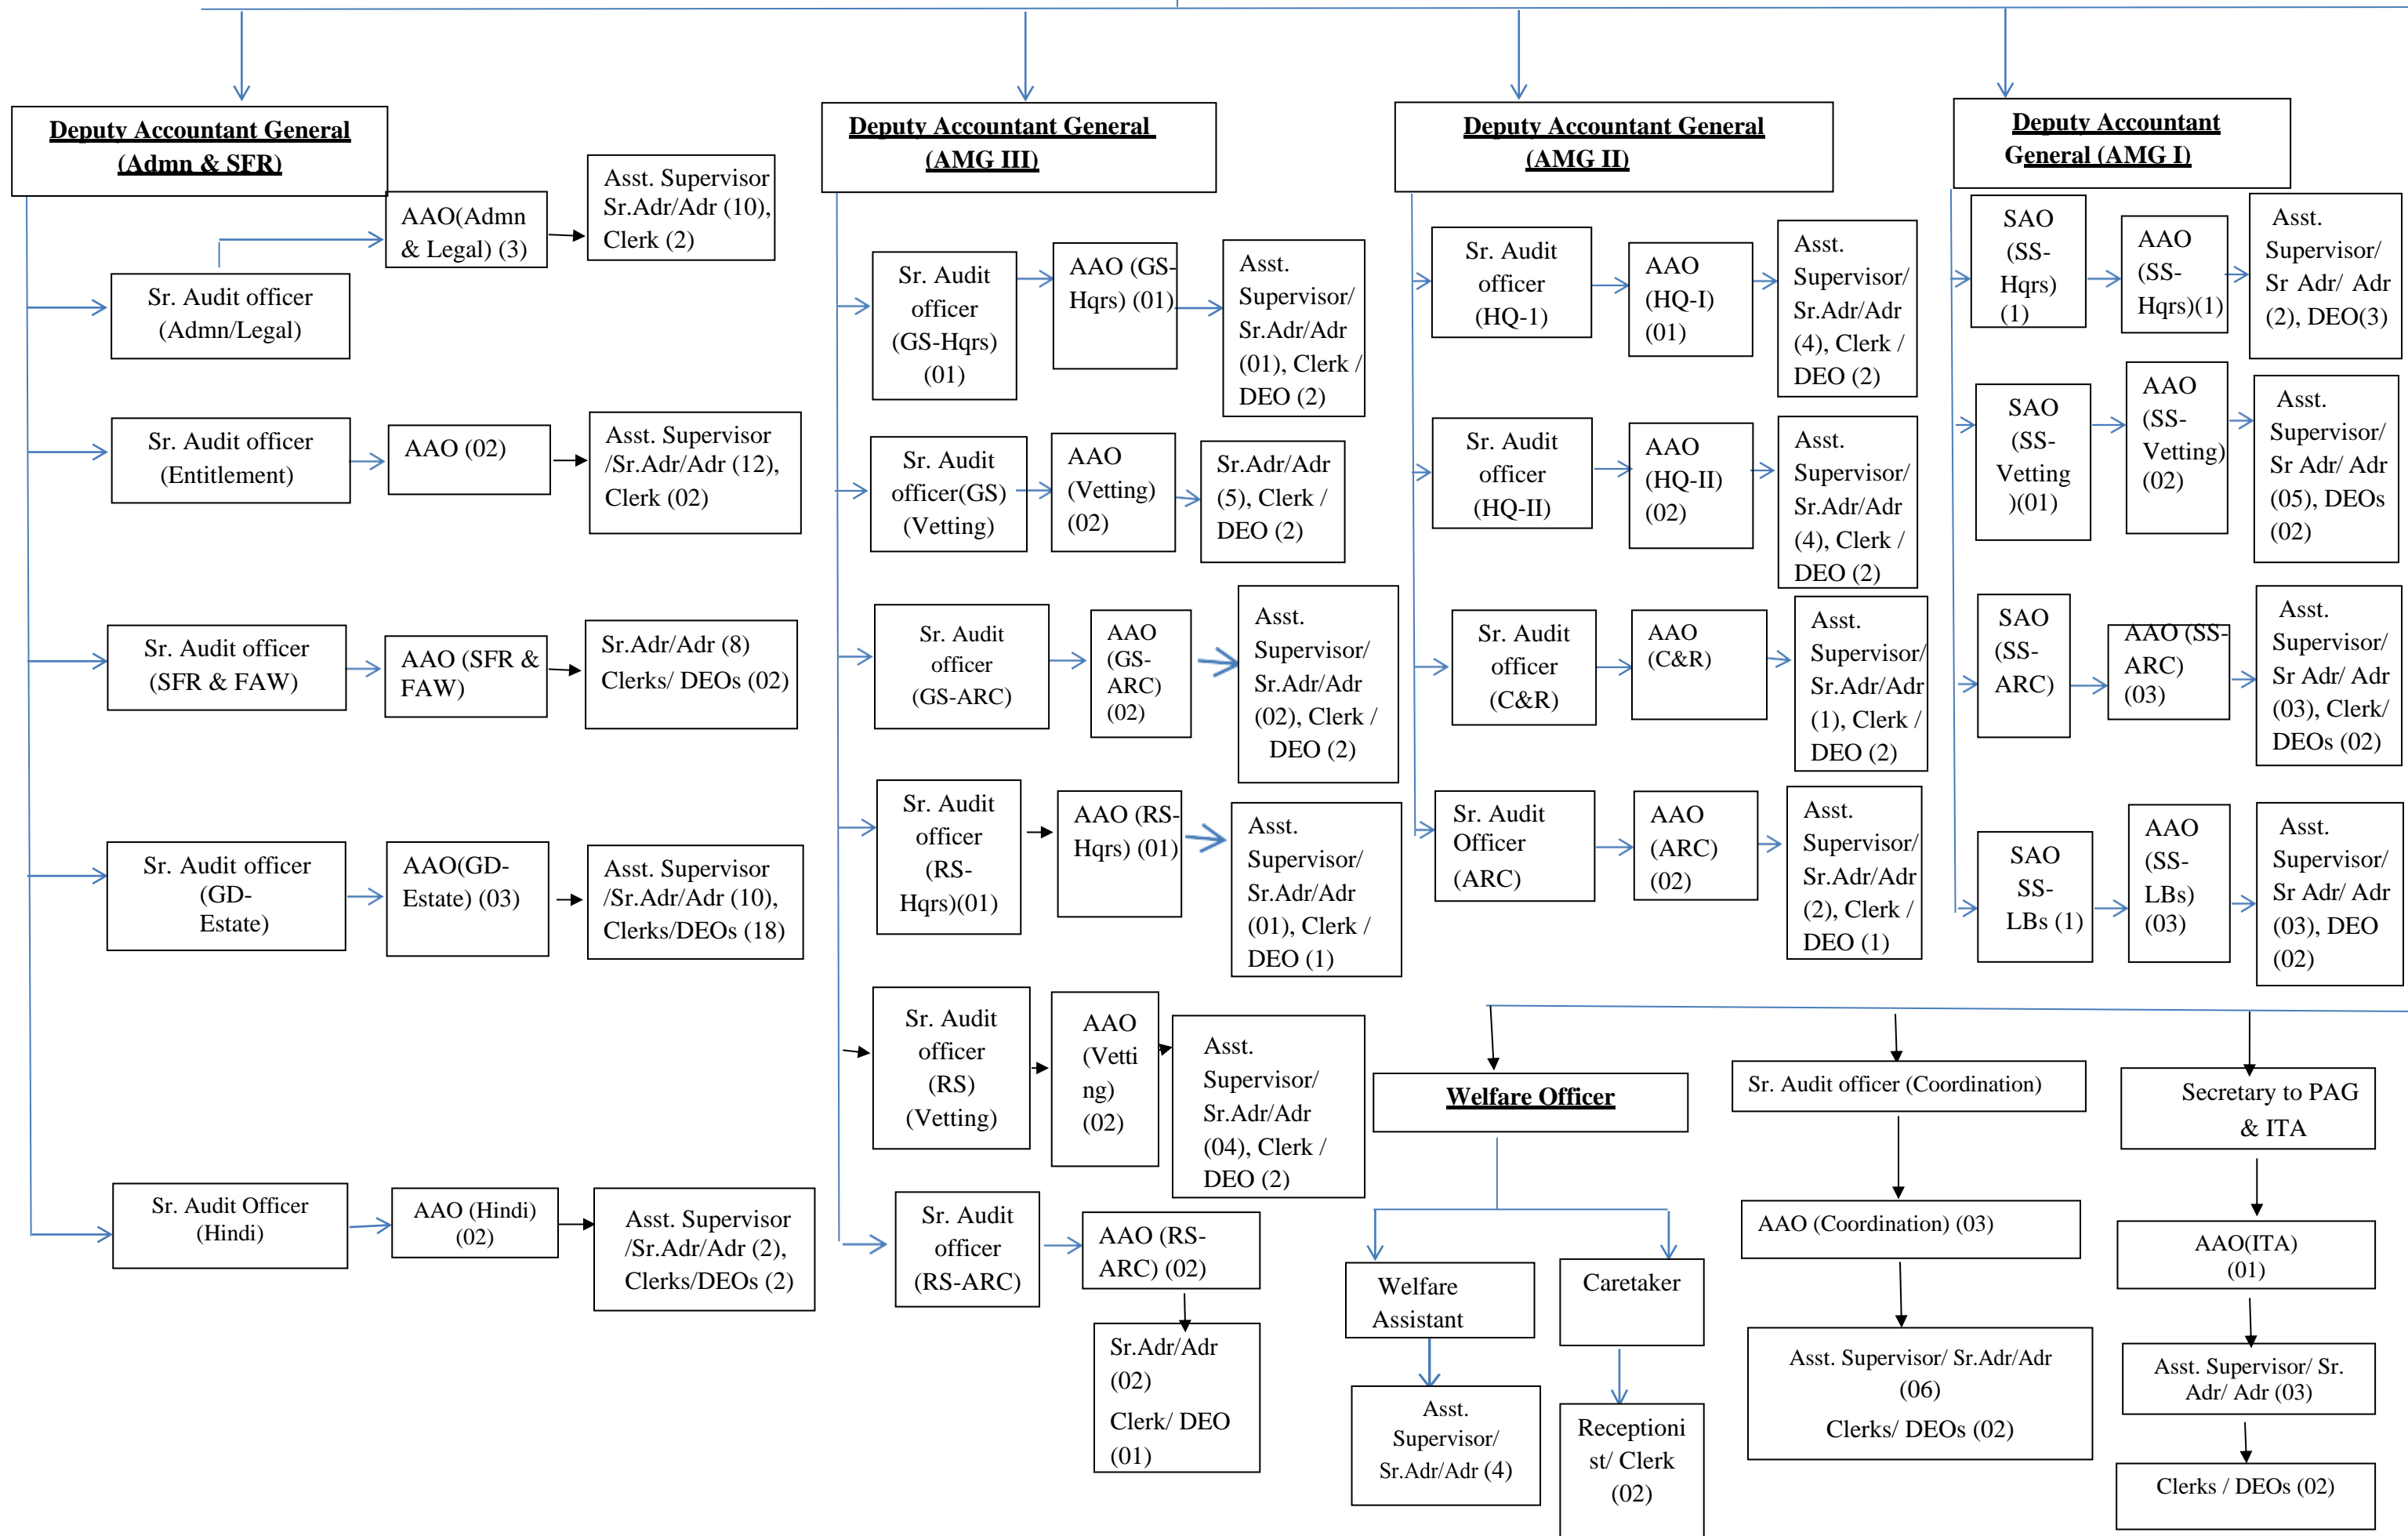 Deputy Accountant General
(Admn & SFR)
AAO(Admn
& Legal) (3)
Asst. Supervisor
Sr.Adr/Adr (10),
Clerk (2)
Sr. Audit officer
(Admn/Legal)
Sr. Audit officer
(Entitlement)
AAO (02)
Asst. Supervisor
/Sr.Adr/Adr (12),
Clerk (02)
Sr. Audit officer
(SFR & FAW)
AAO (SFR &
FAW)
Sr.Adr/Adr (8)
Clerks/ DEOs (02)
Sr. Audit officer
(GD-
Estate)
AAO(GD-
Estate) (03)
Asst. Supervisor
/Sr.Adr/Adr (10),
Clerks/DEOs (18)
Sr. Audit Officer
(Hindi)
AAO (Hindi)
(02)
Asst. Supervisor
/Sr.Adr/Adr (2),
Clerks/DEOs (2)
Deputy Accountant General
(AMG III)
Sr. Audit
officer
(GS-Hqrs)
(01)
AAO (GS-
Hqrs) (01)
Asst.
Supervisor/
Sr.Adr/Adr
(01), Clerk /
DEO (2)
Sr. Audit
officer(GS)
(Vetting)
AAO
(Vetting)
(02)
Sr.Adr/Adr
(5), Clerk /
DEO (2)
Sr. Audit
officer
(GS-ARC)
AAO
(GS-
ARC)
(02)
Asst.
Supervisor/
Sr.Adr/Adr
(02), Clerk /
DEO (2)
Sr. Audit
officer
(RS-
Hqrs)(01)
AAO (RS-
Hqrs) (01)
Asst.
Supervisor/
Sr.Adr/Adr
(01), Clerk /
DEO (1)
Sr. Audit
officer
(RS)
(Vetting)
AAO
(Vetti
ng)
(02)
Asst.
Supervisor/
Sr.Adr/Adr
(04), Clerk /
DEO (2)
Sr. Audit
officer
(RS-ARC)
AAO (RS-
ARC) (02)
Sr.Adr/Adr
(02)
Clerk/ DEO
(01)
Deputy Accountant General
(AMG II)
Sr. Audit
officer
(HQ-1)
AAO
(HQ-I)
(01)
Asst.
Supervisor/
Sr.Adr/Adr
(4), Clerk /
DEO (2)
Sr. Audit
officer
(HQ-II)
AAO
(HQ-II)
(02)
Asst.
Supervisor/
Sr.Adr/Adr
(4), Clerk /
DEO (2)
Sr. Audit
officer
(C&R)
AAO
(C&R)
Asst.
Supervisor/
Sr.Adr/Adr
(1), Clerk /
DEO (2)
Sr. Audit
Officer
(ARC)
AAO
(ARC)
(02)
Asst.
Supervisor/
Sr.Adr/Adr
(2), Clerk /
DEO (1)
Deputy Accountant
General (AMG I)
SAO
(SS-
Hqrs)
(1)
AAO
(SS-
Hqrs)(1)
Asst.
Supervisor/
Sr Adr/ Adr
(2), DEO(3)
SAO
(SS-
Vetting
)(01)
AAO
(SS-
Vetting)
(02)
Asst.
Supervisor/
Sr Adr/ Adr
(05), DEOs
(02)
SAO
(SS-
ARC)
AAO (SS-
ARC)
(03)
Asst.
Supervisor/
Sr Adr/ Adr
(03), Clerk/
DEOs (02)
SAO
SS-
LBs (1)
AAO
(SS-
LBs)
(03)
Asst.
Supervisor/
Sr Adr/ Adr
(03), DEO
(02)
Welfare Officer
Welfare
Assistant
Asst.
Supervisor/
Sr.Adr/Adr (4)
Caretaker
Receptioni
st/ Clerk
(02)
Sr. Audit officer (Coordination)
AAO (Coordination) (03)
Asst. Supervisor/ Sr.Adr/Adr
(06)
Clerks/ DEOs (02)
Secretary to PAG
& ITA
AAO(ITA)
(01)
Asst. Supervisor/ Sr.
Adr/ Adr (03)
Clerks / DEOs (02)